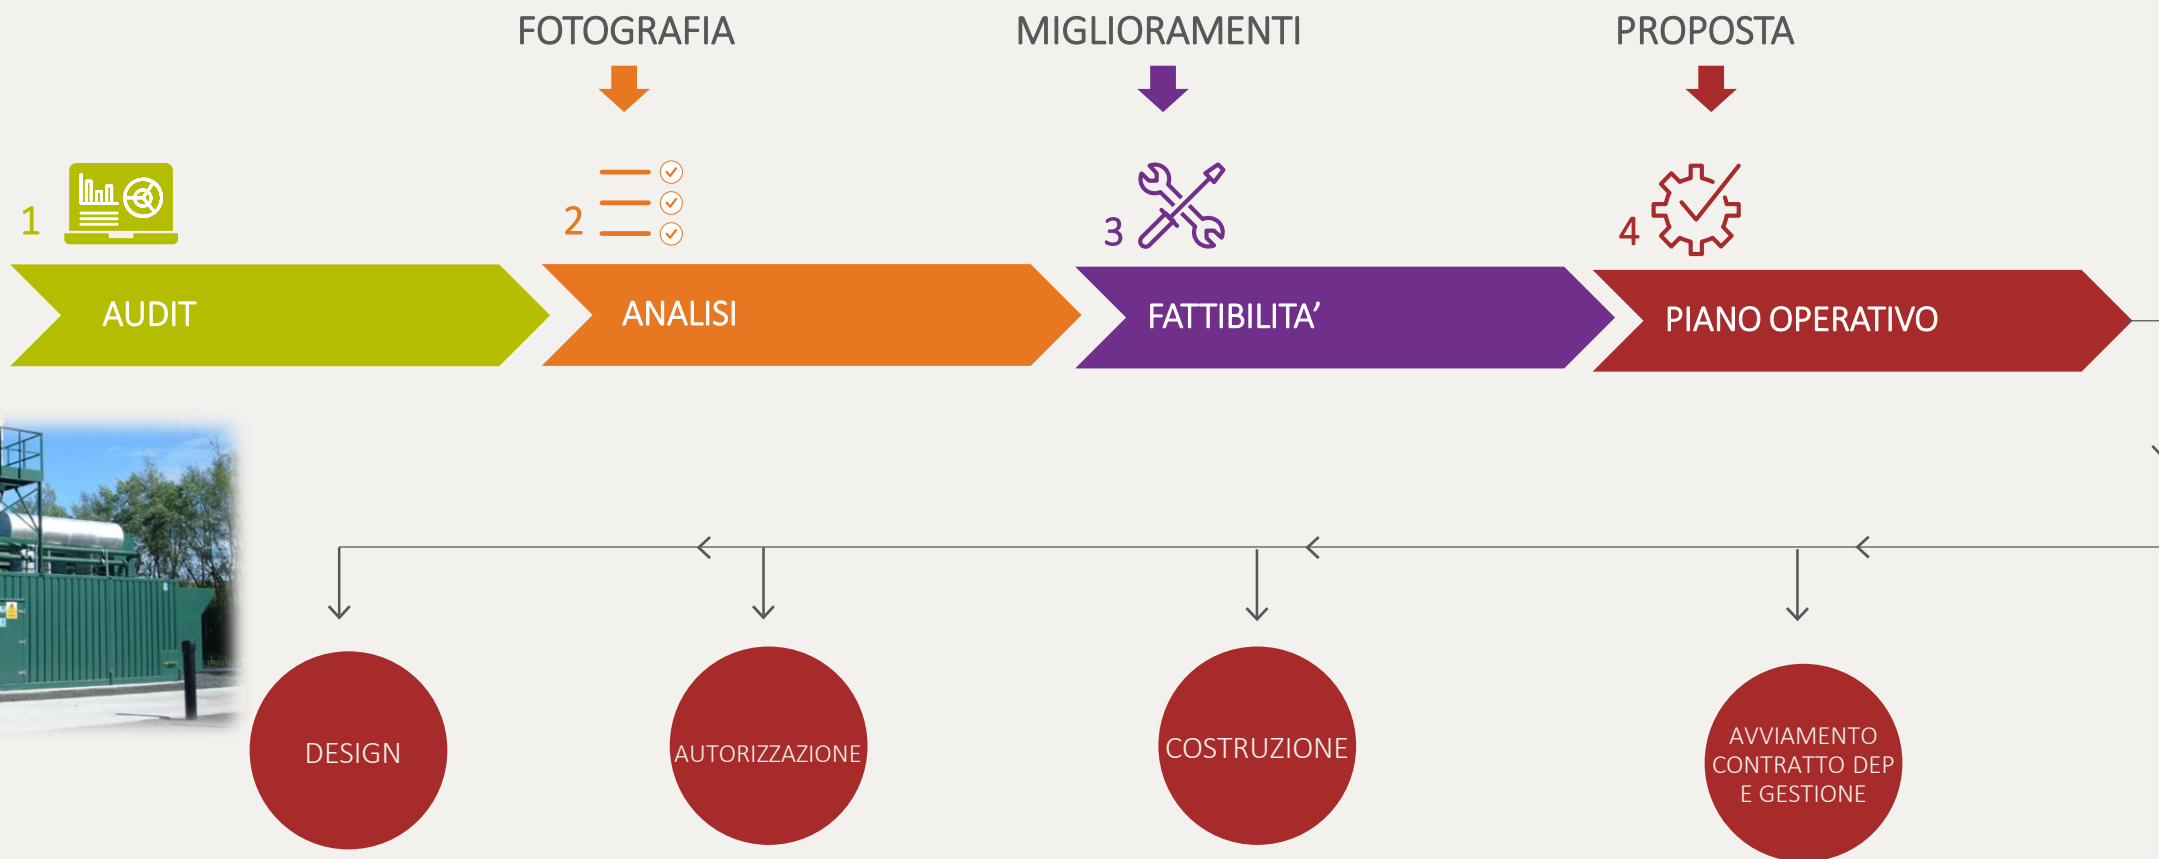 FOTOGRAFIA
MIGLIORAMENTI
PROPOSTA
1
2
3
4
AUDIT
ANALISI
FATTIBILITA’
PIANO OPERATIVO
DESIGN
AUTORIZZAZIONE
COSTRUZIONE
AVVIAMENTO
CONTRATTO DEP
E GESTIONE